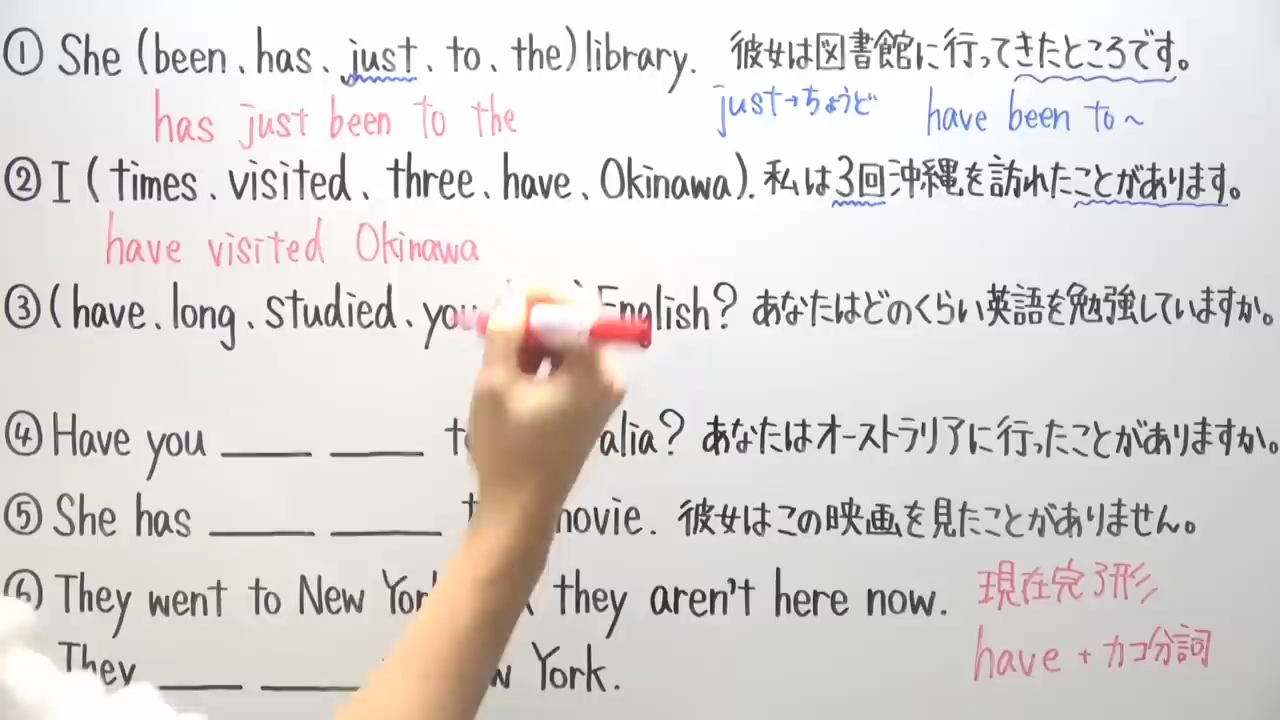 ① She (been、has、just、to、the) library. 彼女は図書館に行ってきたところです。
has just been to the just→ちょうど have been to～
② I (times、visited、three、have、Okinawa). 私は3回沖縄を訪れたことがあります。
have visited Okinawa
③ (have、long、studied、you English? あなたはどのくらい英語を勉強していますか。
④ Have you ____ ____ alia? あなたはオーストラリアに行ったことがありますか。
⑤ She has ____ ____ movie. 彼女はこの映画を見たことがありません。
⑥ They went to New York they aren't here now. 現在完了形
They ____ ____ York. have + カコ分詞